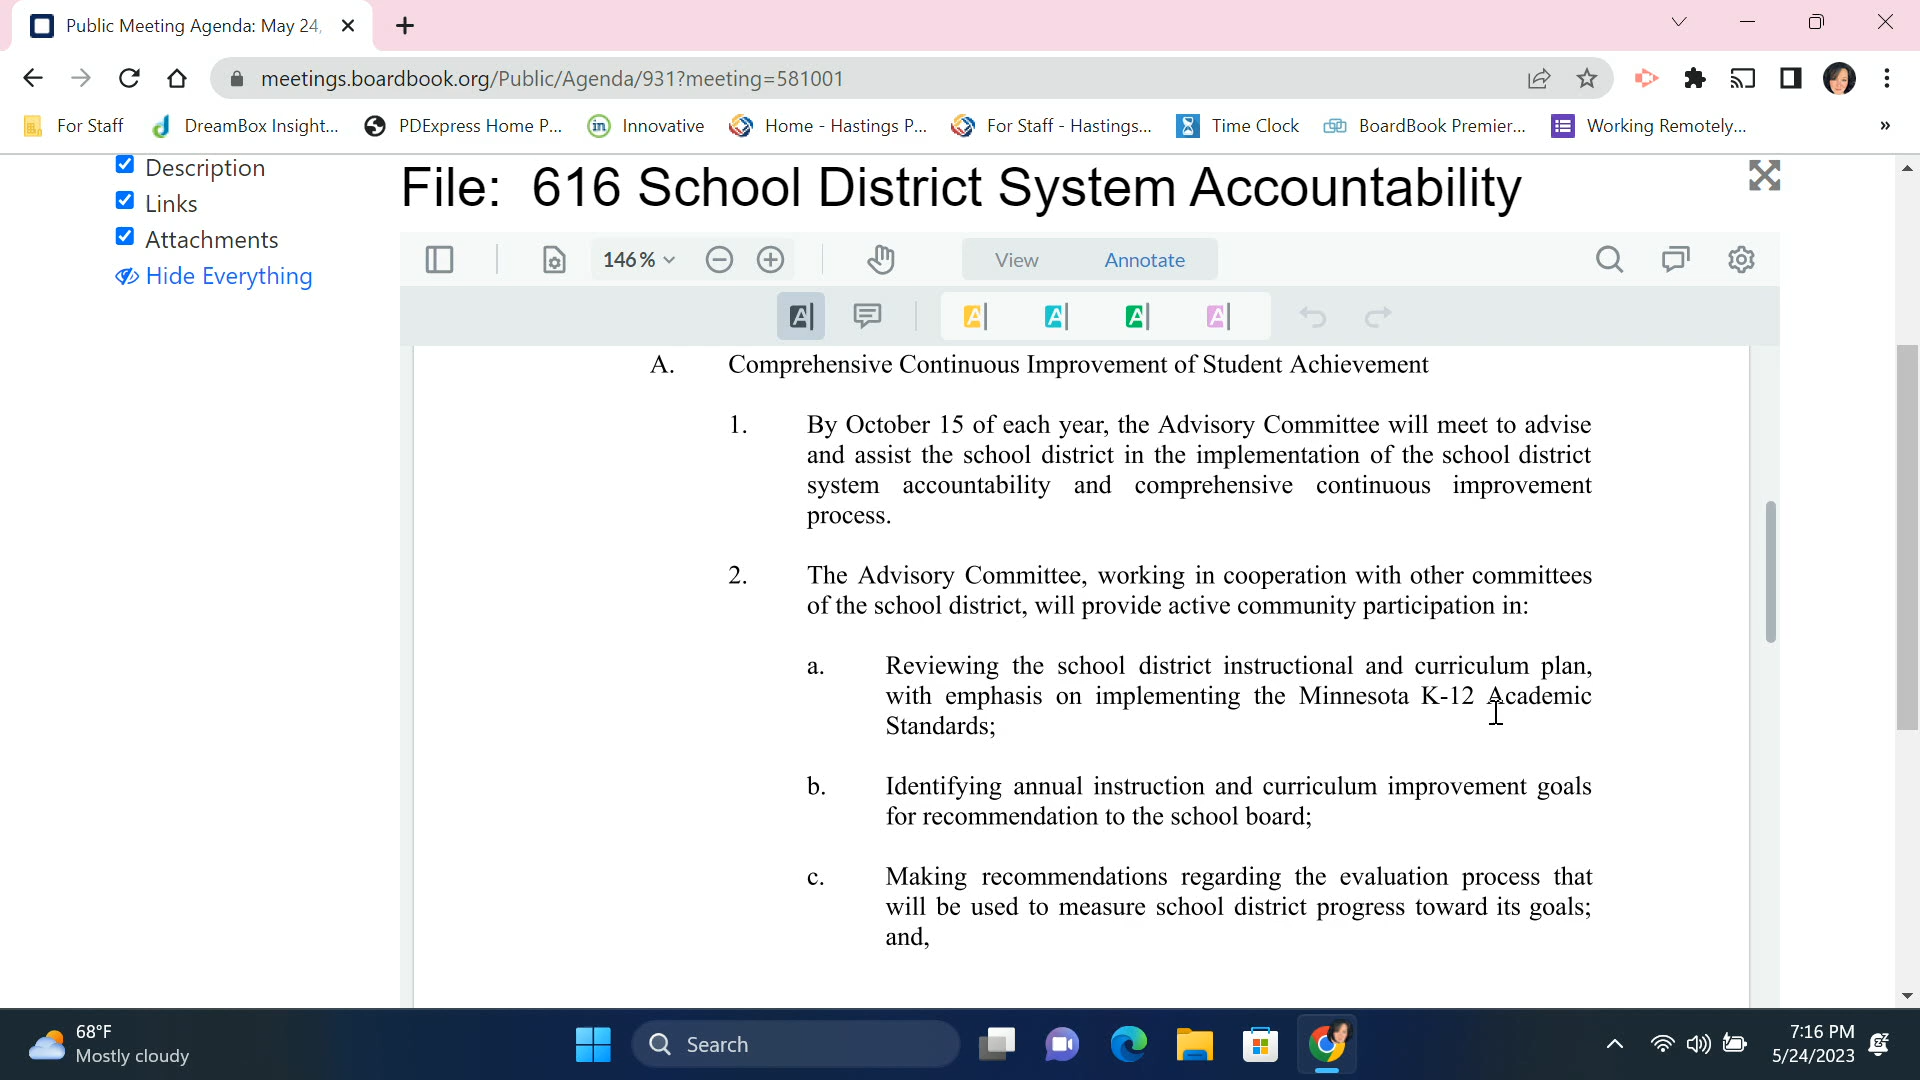 Public Meeting Agenda: May 24,
meetings.boardbook.org/Public/Agenda/931?meeting=581001
For Staff
DreamBox Insight...
PDExpress Home P...
Innovative
Home - Hastings P...
For Staff - Hastings...
Time Clock
BoardBook Premier...
Working Remotely...
»
Description
Links
Attachments
Hide Everything
File: 616 School District System Accountability
146%
View
Annotate
A. Comprehensive Continuous Improvement of Student Achievement
1. By October 15 of each year, the Advisory Committee will meet to advise
and assist the school district in the implementation of the school district
system accountability and comprehensive continuous improvement
process.
2. The Advisory Committee, working in cooperation with other committees
of the school district, will provide active community participation in:
a. Reviewing the school district instructional and curriculum plan,
with emphasis on implementing the Minnesota K-12 Academic
Standards;
b. Identifying annual instruction and curriculum improvement goals
for recommendation to the school board;
c. Making recommendations regarding the evaluation process that
will be used to measure school district progress toward its goals;
and,
68°F
Mostly cloudy
Search
7:16 PM
5/24/2023